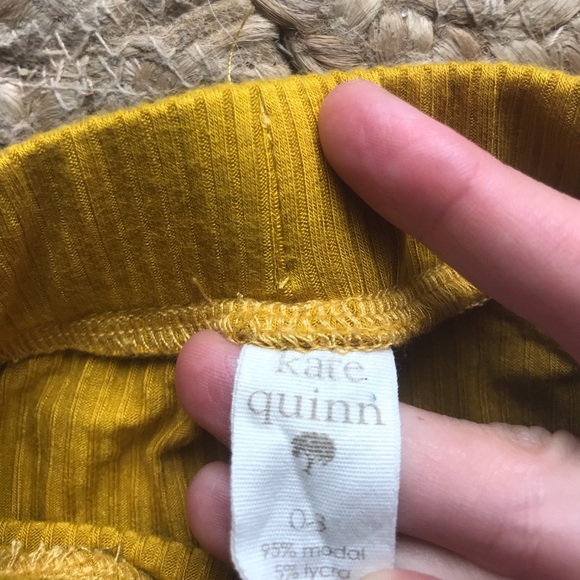 kate
quinn
0-3
95% modal
5% lycra